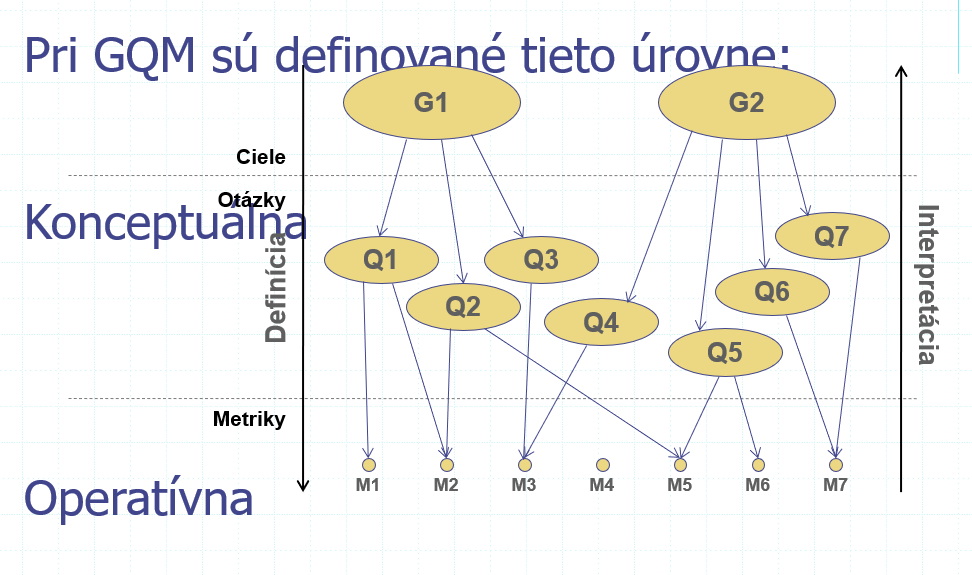 Pri GQM sú definované tieto úrovne:
G1
G2
Ciele
Otázky
Konceptuálna
Definícia
Interpretácia
Q1
Q2
Q3
Q4
Q5
Q6
Q7
Metriky
M1
M2
M3
M4
M5
M6
M7
Operatívna